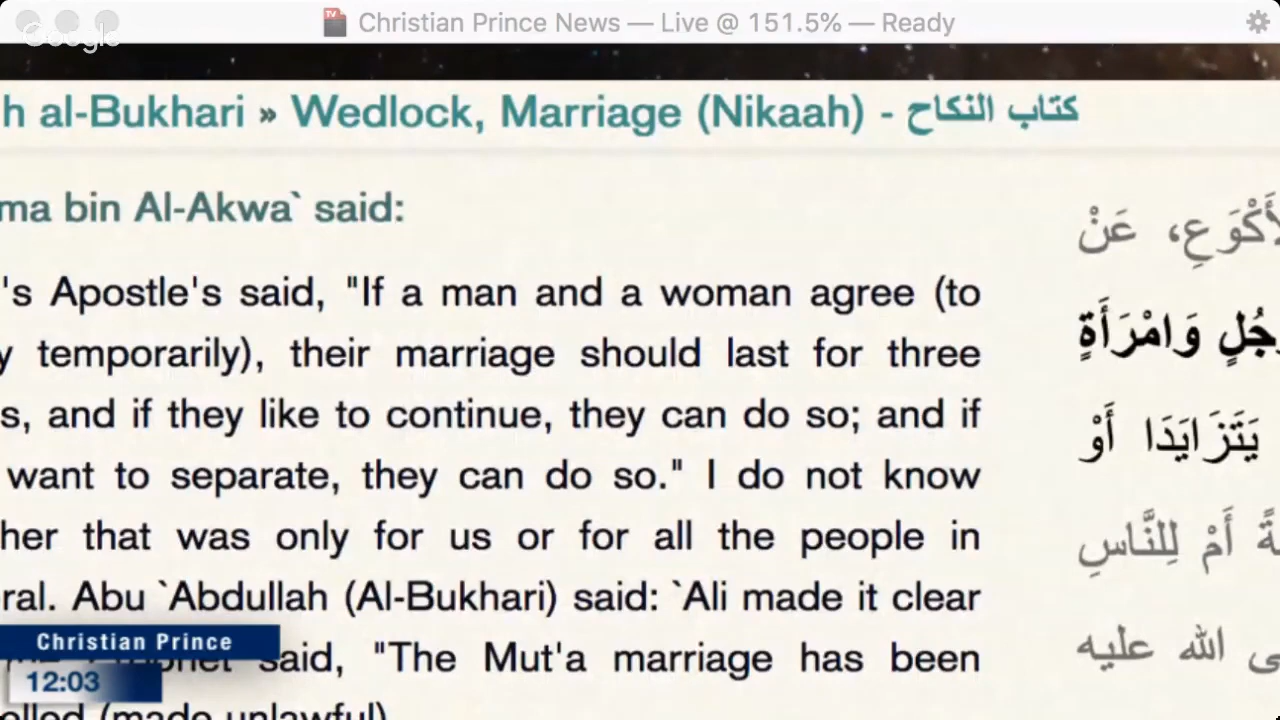 Christian Prince News — Live @ 151.5% — Ready
Google
h al-Bukhari » Wedlock, Marriage (Nikaah) - كتاب النكاح
ma bin Al-Akwa` said:
's Apostle's said, "If a man and a woman agree (to
y temporarily), their marriage should last for three
s, and if they like to continue, they can do so; and if
want to separate, they can do so." I do not know
her that was only for us or for all the people in
ral. Abu `Abdullah (Al-Bukhari) said: `Ali made it clear
said, "The Mut'a marriage has been
(made unlawful)
عَنْ
وَامْرَأَةٍ
يَتَزَايَدَا أَوْ
أَمْ لِلنَّاسِ
الله عليه
Christian Prince
12:03